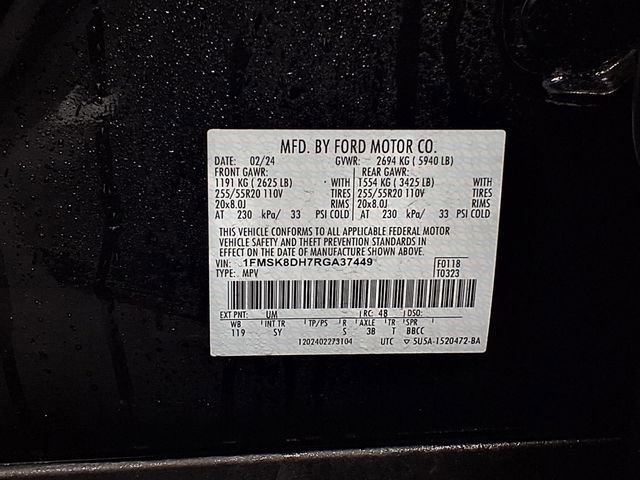 MFD. BY FORD MOTOR CO.
DATE: 02/24 GVWR: 2694 KG ( 5940 LB)
FRONT GAWR: REAR GAWR:
1191 KG ( 2625 LB) WITH 1554 KG ( 3425 LB) WITH
255/55R20 110V TIRES 255/55R20 110V TIRES
20x8.0J RIMS 20x8.0J RIMS
AT 230 kPa/ 33 PSI COLD AT 230 kPa/ 33 PSI COLD
THIS VEHICLE CONFORMS TO ALL APPLICABLE FEDERAL MOTOR
VEHICLE SAFETY AND THEFT PREVENTION STANDARDS IN
EFFECT ON THE DATE OF MANUFACTURE SHOWN ABOVE.
VIN: 1FMSK8DH7RGA37449 F0118
TYPE: MPV T0323
EXT PNT: UM RC: 48 DSO:
WB INT TR TP/PS R AXLE TR SPR
119 SY S 3B T BBCC
1202402273104 UTC ▽ 5U5A-1520472-BA